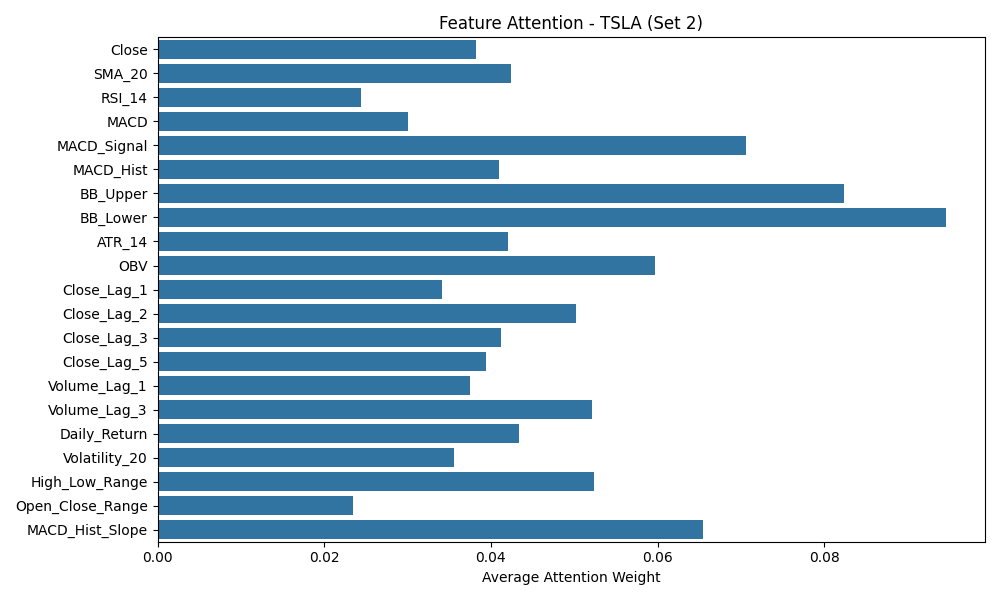 Feature Attention - TSLA (Set 2)
Close
SMA_20
RSI_14
MACD
MACD_Signal
MACD_Hist
BB_Upper
BB_Lower
ATR_14
OBV
Close_Lag_1
Close_Lag_2
Close_Lag_3
Close_Lag_5
Volume_Lag_1
Volume_Lag_3
Daily_Return
Volatility_20
High_Low_Range
Open_Close_Range
MACD_Hist_Slope
0.00 0.02 0.04 0.06 0.08
Average Attention Weight